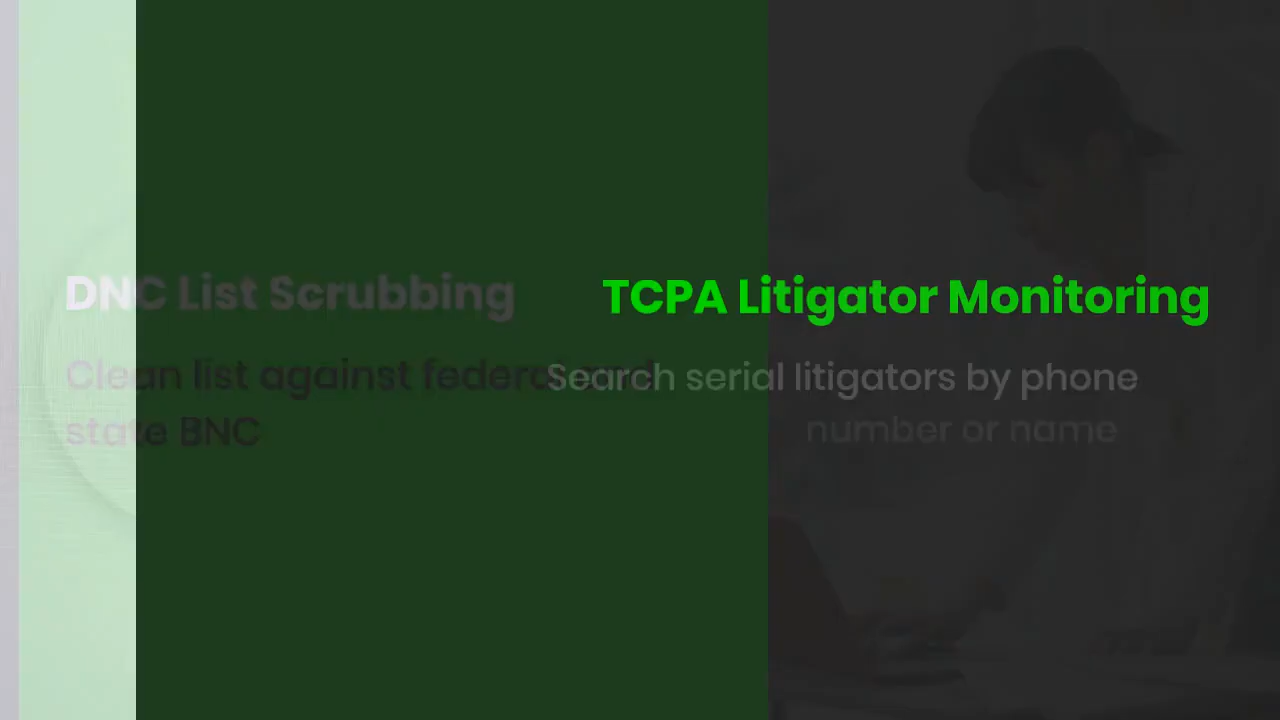 DNC List Scrubbing
Clean list against federal and
state BNC
TCPA Litigator Monitoring
Search serial litigators by phone
number or name